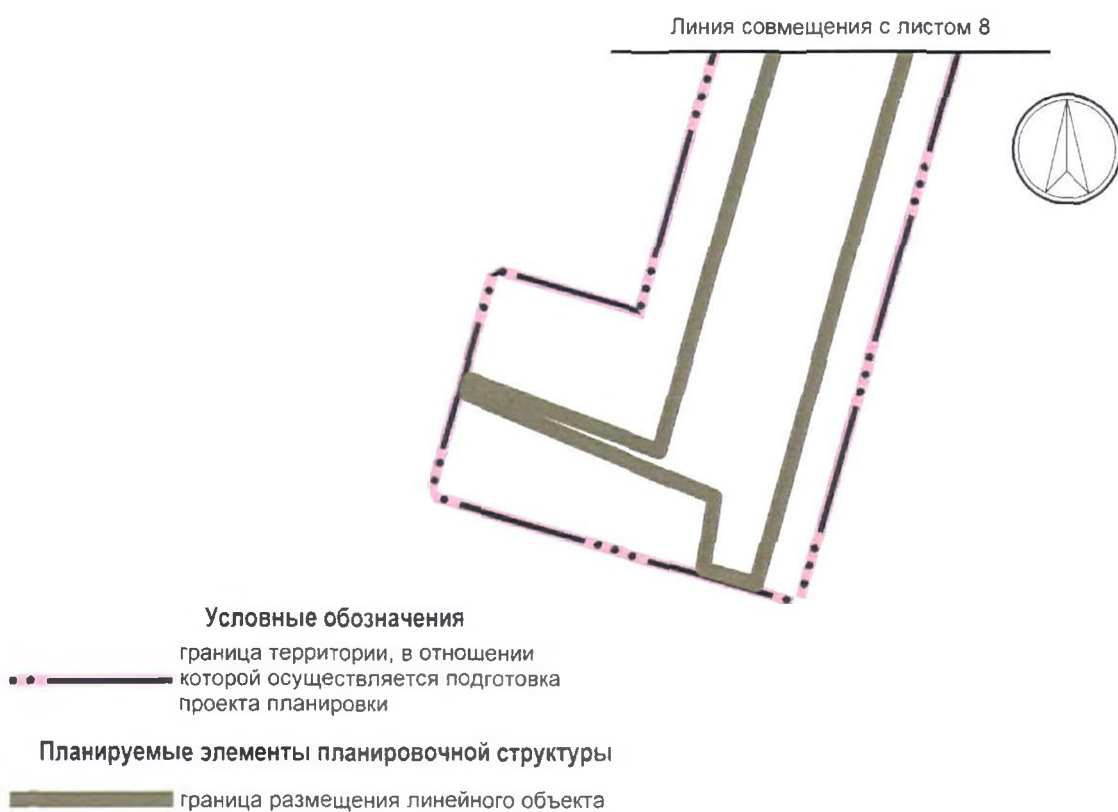 Линия совмещения с листом 8
Условные обозначения
граница территории, в отношении
которой осуществляется подготовка
проекта планировки
Планируемые элементы планировочной структуры
граница размещения линейного объекта